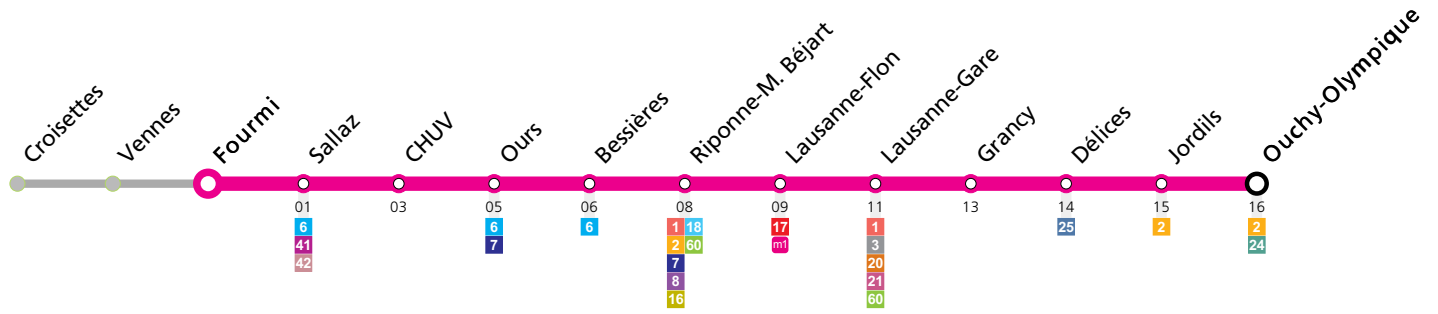 Croisettes
Vennes
Fourmi
Sallaz
CHUV
Ours
Bessières
Riponne-M. Béjart
Lausanne-Flon
Lausanne-Gare
Grancy
Délices
Jordils
Ouchy-Olympique
01 03 05 06 08 09 11 13 14 15 16
6 6 6 1 18 17 1 25 2 2
41 7 2 60 m1 3 24
42 7 20
8 21
16 60